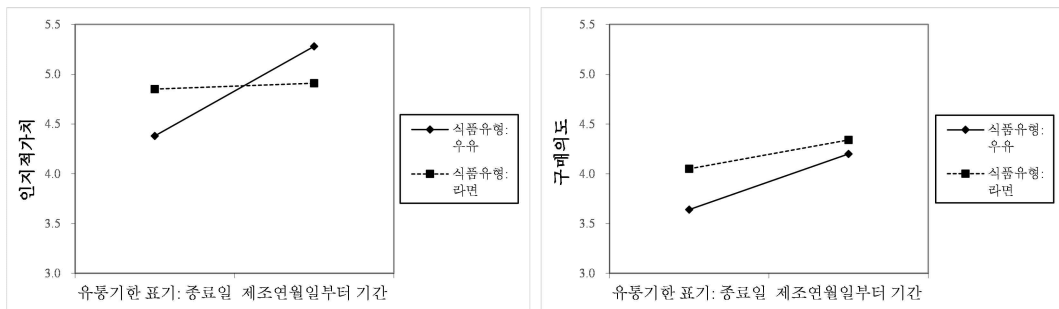 5.5
5.0
4.5
4.0
3.5
3.0
인지적가치
유통기한 표기: 종료일 제조연월일부터 기간
식품유형:
우유
식품유형:
라면
5.5
5.0
4.5
4.0
3.5
3.0
구매의도
유통기한 표기: 종료일 제조연월일부터 기간
식품유형:
우유
식품유형:
라면